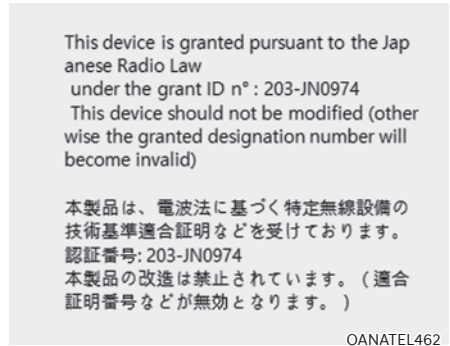 This device is granted pursuant to the Jap
anese Radio Law
under the grant ID n° : 203-JN0974
This device should not be modified (other
wise the granted designation number will
become invalid)
本製品は、電波法に基づく特定無線設備の
技術基準適合証明などを受けております。
認証番号: 203-JN0974
本製品の改造は禁止されています。(適合
証明番号などが無効となります。)
OANATEL462